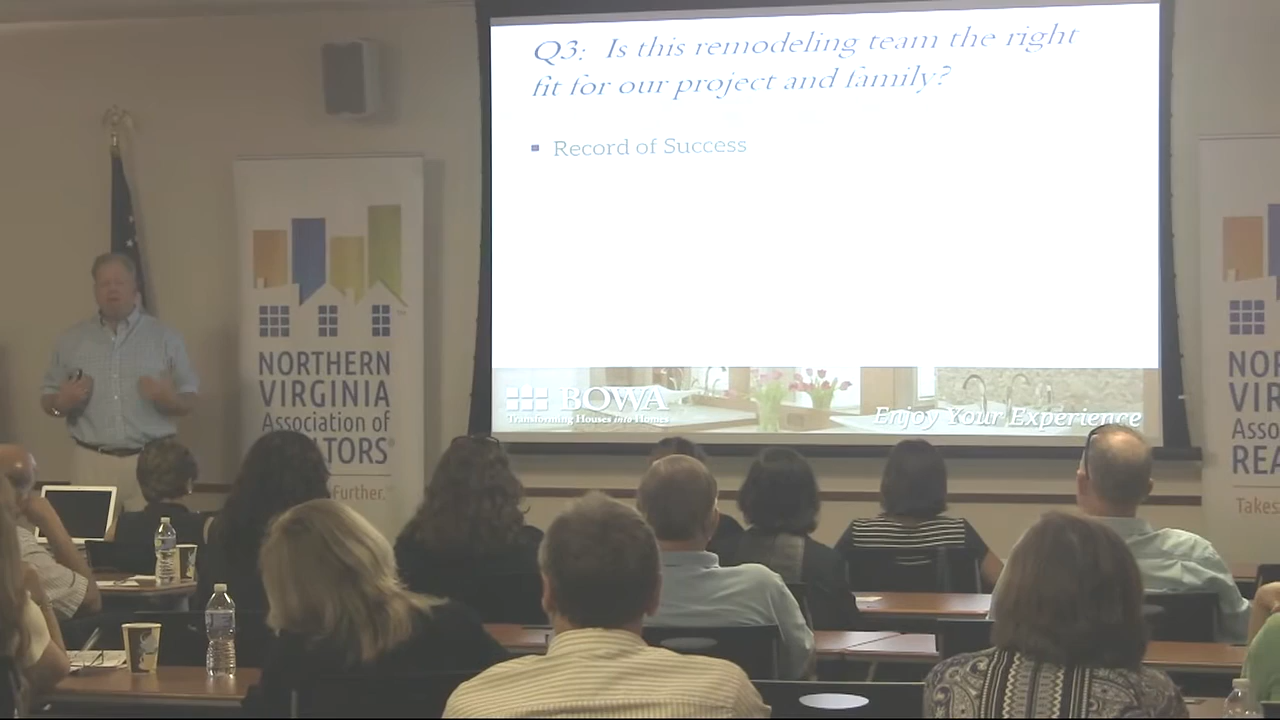 Q3: Is this remodeling team the right
fit for our project and family?
Record of Success
BOWA
Transforming Houses into Homes
Enjoy Your Experience
NORTHERN
VIRGINIA
Association of
TORS®
Further.
NOR
VIR
Asso
REA
Takes